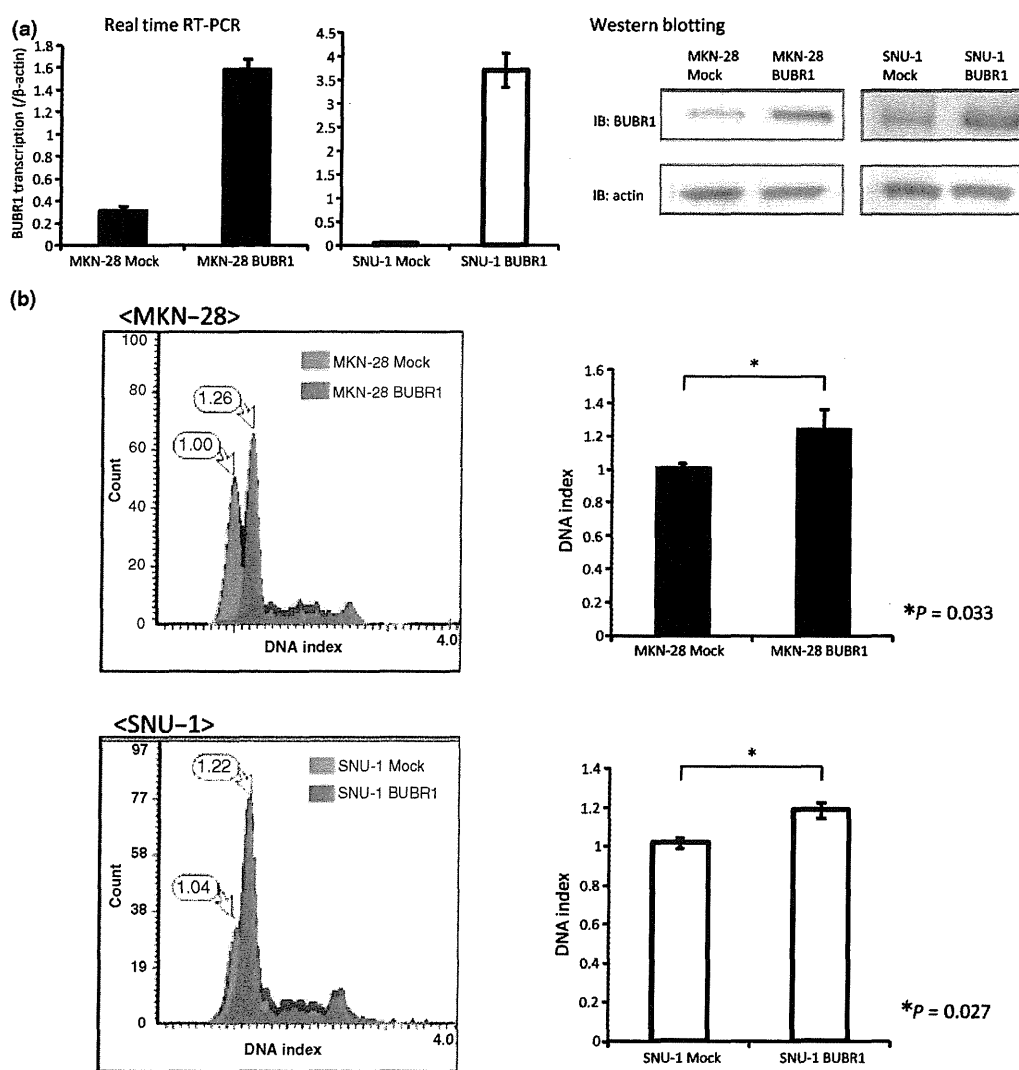 (a)
Real time RT-PCR
BUBR1 transcription (/β-actin)
1.8
1.6
1.4
1.2
1
0.8
0.6
0.4
0.2
0
MKN-28 Mock
MKN-28 BUBR1
4.5
4
3.5
3
2.5
2
1.5
1
0.5
0
SNU-1 Mock
SNU-1 BUBR1
Western blotting
MKN-28 Mock
MKN-28 BUBR1
SNU-1 Mock
SNU-1 BUBR1
IB: BUBR1
IB: actin
(b)
<MKN-28>
100
80
60
40
20
0
Count
MKN-28 Mock
MKN-28 BUBR1
1.26
1.00
DNA index
4.0
1.6
1.4
1.2
1
0.8
0.6
0.4
0.2
0
DNA index
*
MKN-28 Mock
MKN-28 BUBR1
*P = 0.033
<SNU-1>
97
77
58
38
19
0
Count
SNU-1 Mock
SNU-1 BUBR1
1.22
1.04
DNA index
4.0
1.4
1.2
1
0.8
0.6
0.4
0.2
0
DNA index
*
SNU-1 Mock
SNU-1 BUBR1
*P = 0.027